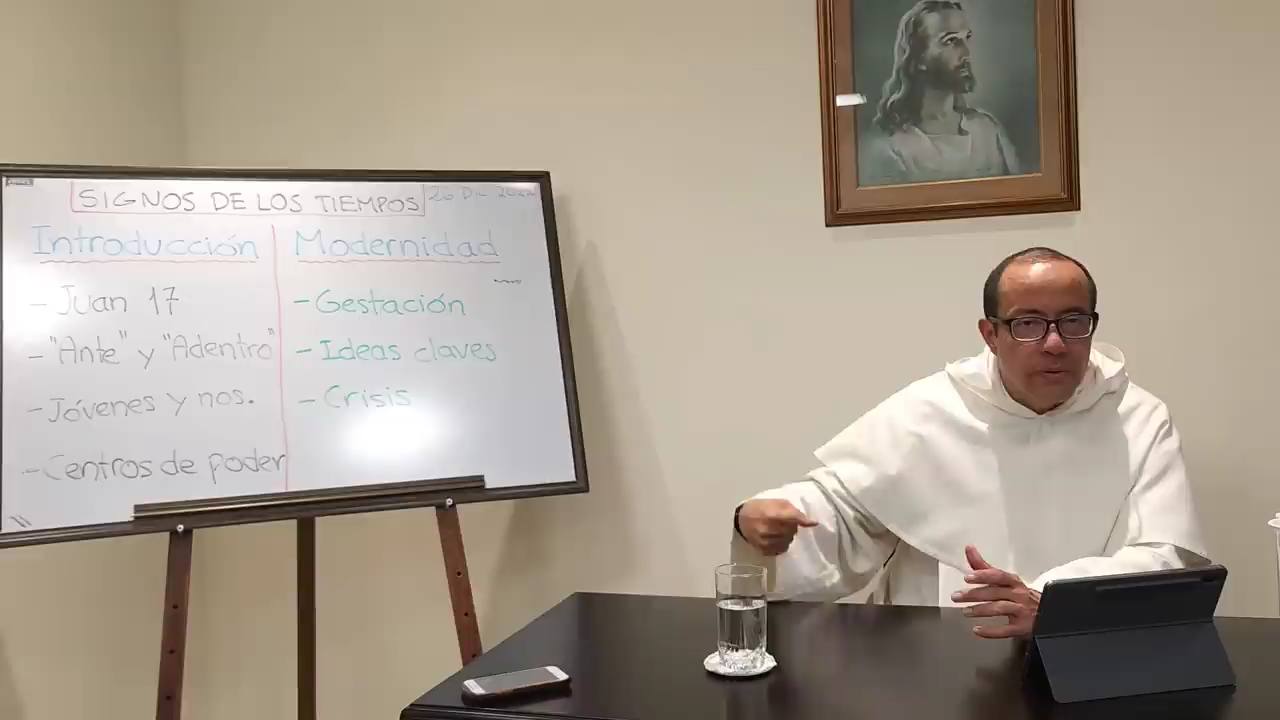 SIGNOS DE LOS TIEMPOS
Introducción
- Juan 17
- "Ante" y "Adentro"
- Jóvenes y nos.
- Centros de poder
Modernidad
- Gestación
- Ideas claves
- Crisis